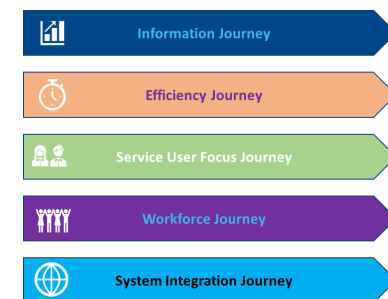 Information Journey
Efficiency Journey
Service User Focus Journey
Workforce Journey
System Integration Journey